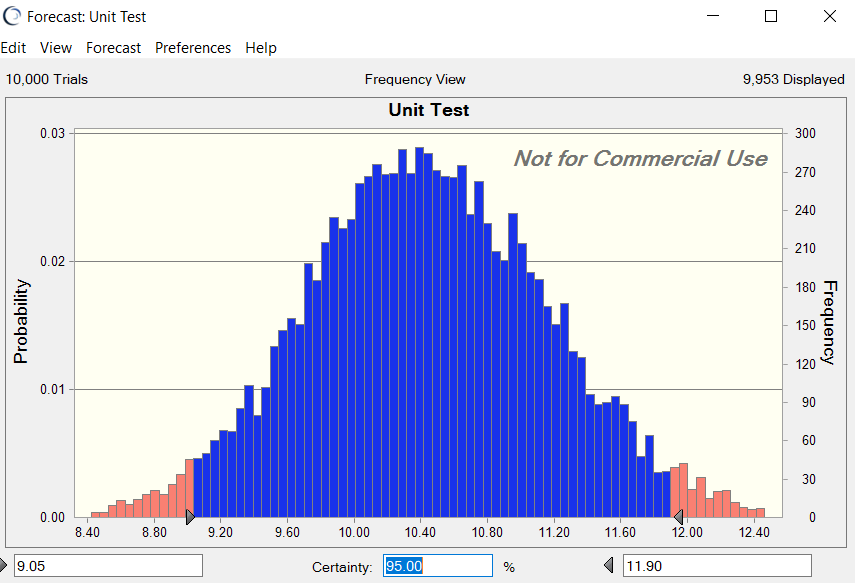 Forecast: Unit Test
Edit View Forecast Preferences Help
10,000 Trials Frequency View 9,953 Displayed
Unit Test
Not for Commercial Use
0.03
0.02
0.01
0.00
Probability
300
270
240
210
180
150
120
90
60
30
0
Frequency
8.40 8.80 9.20 9.60 10.00 10.40 10.80 11.20 11.60 12.00 12.40
9.05 Certainty: 95.00 % 11.90